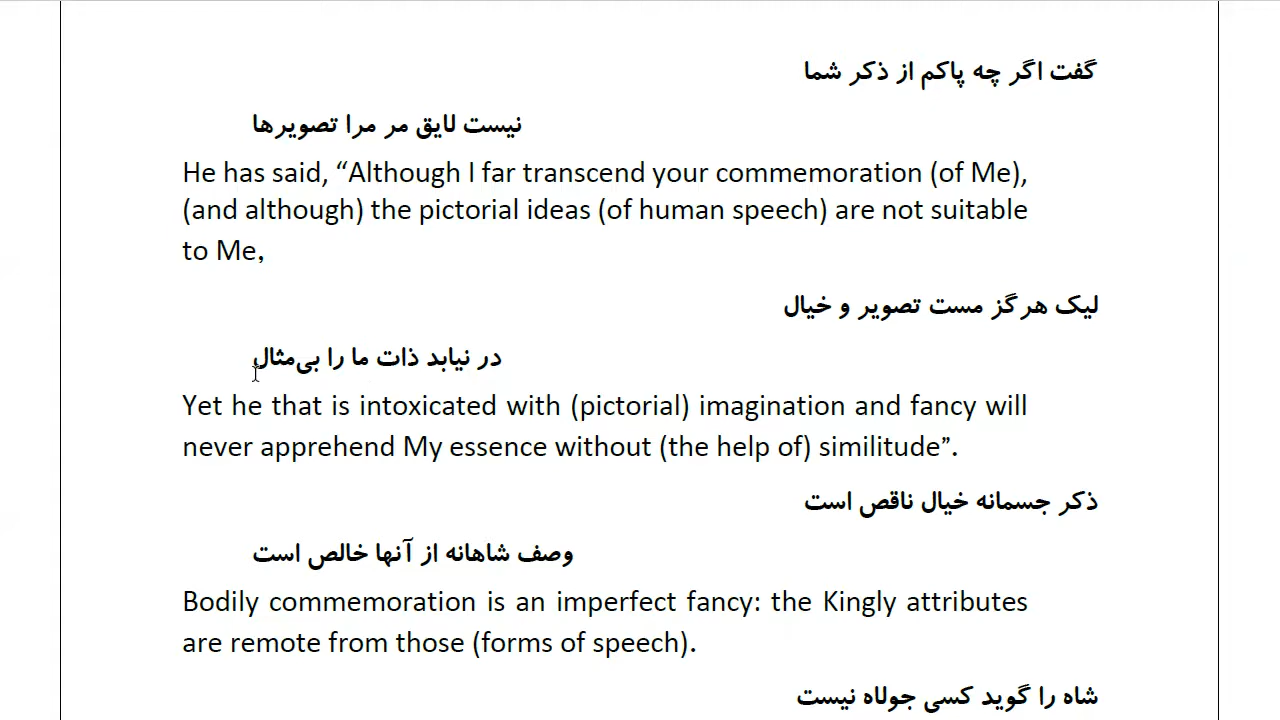 گفت اگر چه پاکم از ذکر شما
نیست لایق مر مرا تصویرها
He has said, “Although I far transcend your commemoration (of Me),
(and although) the pictorial ideas (of human speech) are not suitable
to Me,
لیک هرگز مست تصویر و خیال
در نیابد ذات ما را بی‌مثال
Yet he that is intoxicated with (pictorial) imagination and fancy will
never apprehend My essence without (the help of) similitude”.
ذکر جسمانه خیال ناقص است
وصف شاهانه از آنها خالص است
Bodily commemoration is an imperfect fancy: the Kingly attributes
are remote from those (forms of speech).
شاه را گوید کسی جولاه نیست